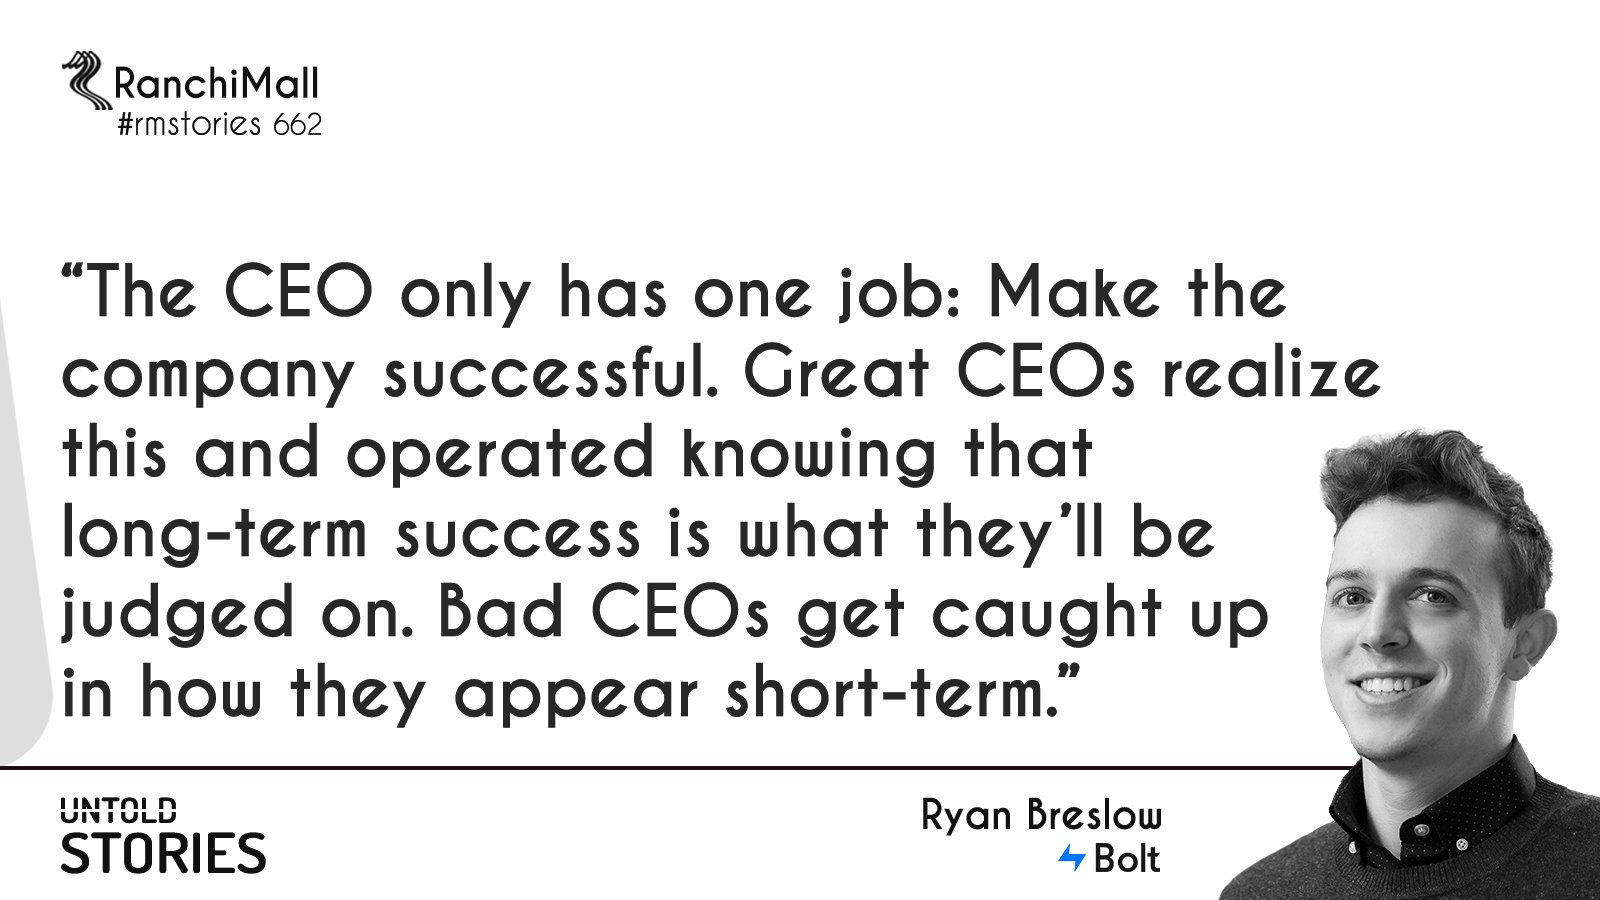 RanchiMall
#rmstories 662
“The CEO only has one job: Make the
company successful. Great CEOs realize
this and operated knowing that
long-term success is what they’ll be
judged on. Bad CEOs get caught up
in how they appear short-term.”
UNTOLD
STORIES
Ryan Breslow
Bolt